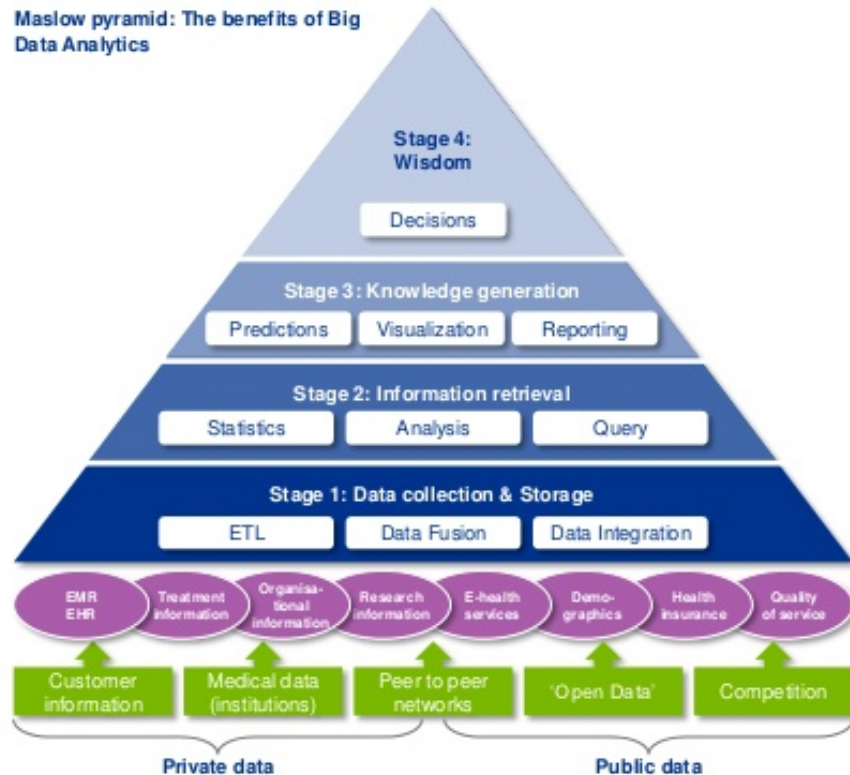 Maslow pyramid: The benefits of Big
Data Analytics
Stage 4:
Wisdom
Decisions
Stage 3: Knowledge generation
Predictions
Visualization
Reporting
Stage 2: Information retrieval
Statistics
Analysis
Query
Stage 1: Data collection & Storage
ETL
Data Fusion
Data Integration
EMR
EHR
Treatment
information
Organisa-
tional
information
Research
information
E-health
services
Demo-
graphics
Health
insurance
Quality
of service
Customer
information
Medical data
(institutions)
Peer to peer
networks
'Open Data'
Competition
Private data
Public data